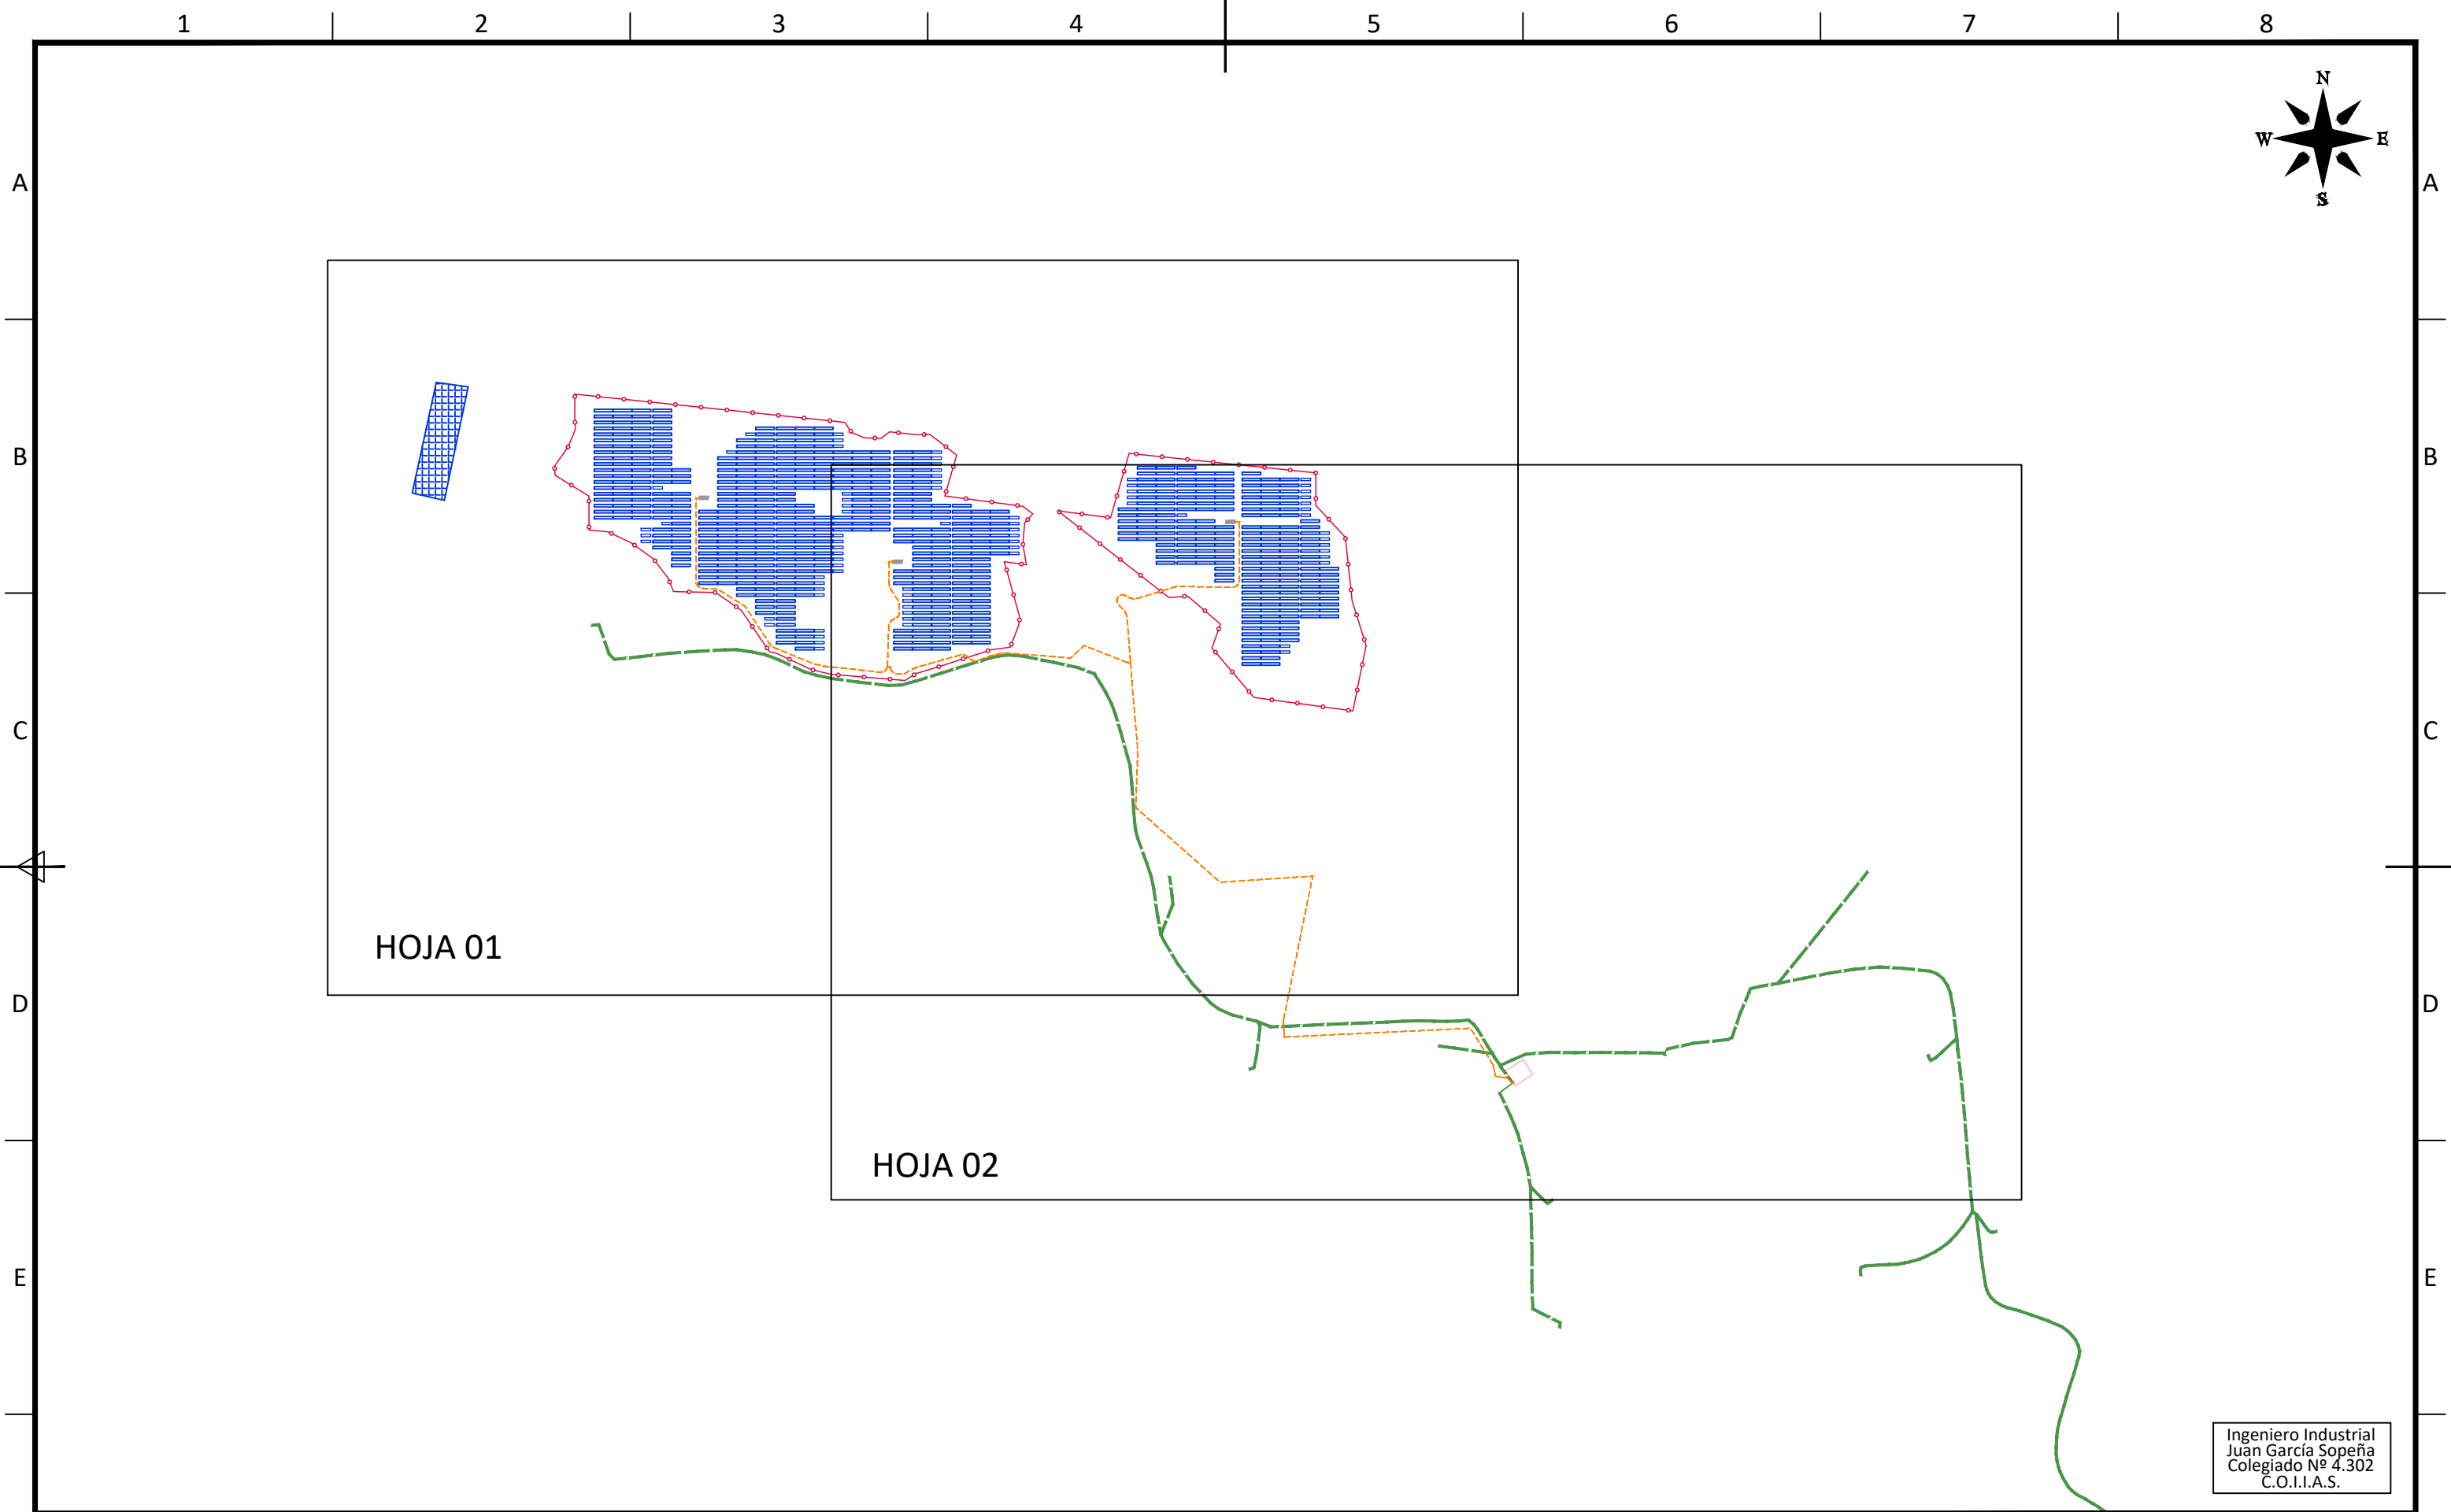 1 2 3 4 5 6 7 8
N
W E
S
A A
B B
C C
HOJA 01
D D
HOJA 02
E E
Ingeniero Industrial
Juan García Sopeña
Colegiado Nº 4.302
C.O.I.I.A.S.